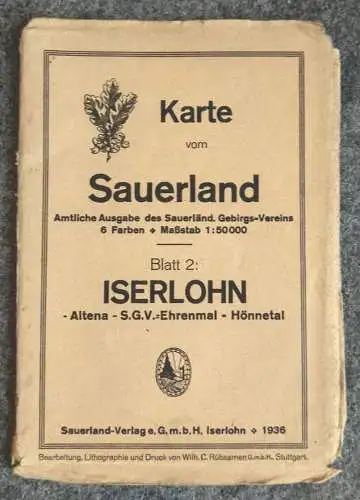 Karte
vom
Sauerland
Amtliche Ausgabe des Sauerländ. Gebirgs-Vereins
6 Farben ❖ Maßstab 1:50000
Blatt 2:
ISERLOHN
- Altena - S.G.V.=Ehrenmal - Hönnetal
Sauerland-Verlag e. G. m. b. H, Iserlohn ❖ 1936
Bearbeitung, Lithographie und Druck von Wilh. C. Rübsamen G.m.b.H., Stuttgart.